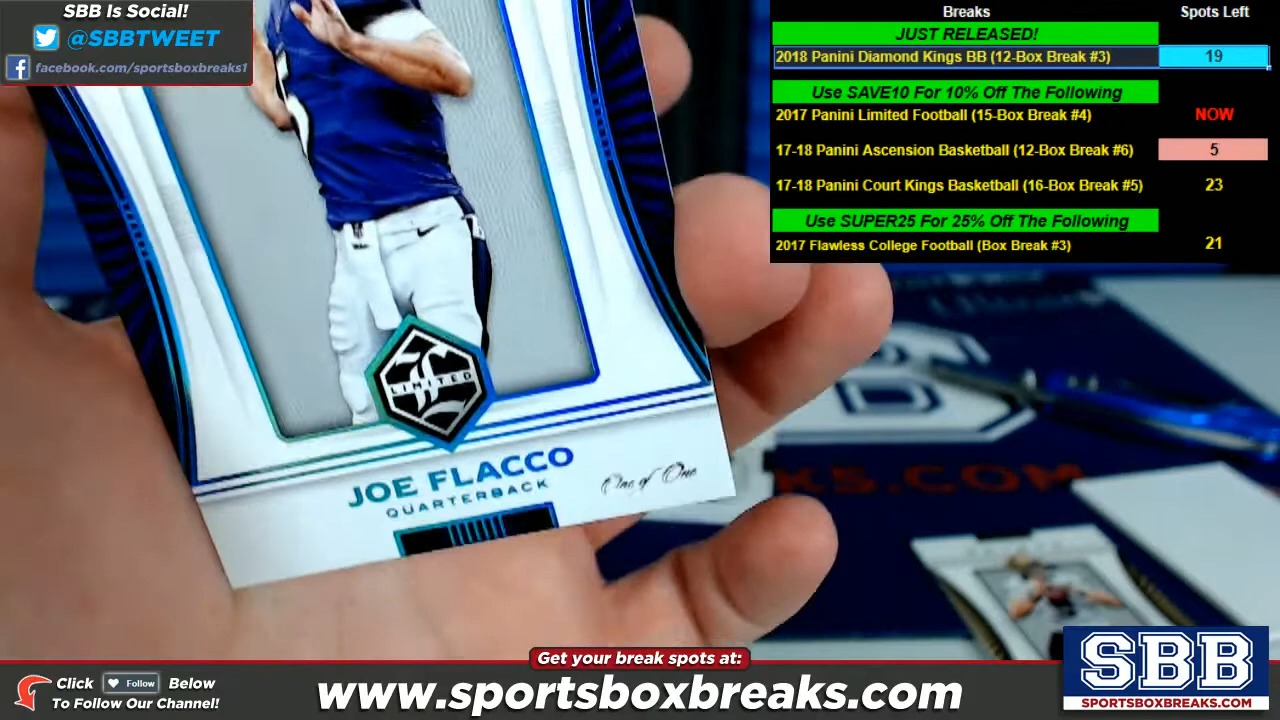 SBB Is Social!
@SBBTWEET
facebook.com/sportsboxbreaks1
Breaks Spots Left
JUST RELEASED!
2018 Panini Diamond Kings BB (12-Box Break #3) 19
Use SAVE10 For 10% Off The Following
2017 Panini Limited Football (15-Box Break #4) NOW
17-18 Panini Ascension Basketball (12-Box Break #6) 5
17-18 Panini Court Kings Basketball (16-Box Break #5) 23
Use SUPER25 For 25% Off The Following
2017 Flawless College Football (Box Break #3) 21
LIMITED
JOE FLACCO
QUARTERBACK
One of One
KS.COM
Get your break spots at:
Click Follow Below
To Follow Our Channel!
www.sportsboxbreaks.com
SBB
SPORTSBOXBREAKS.COM